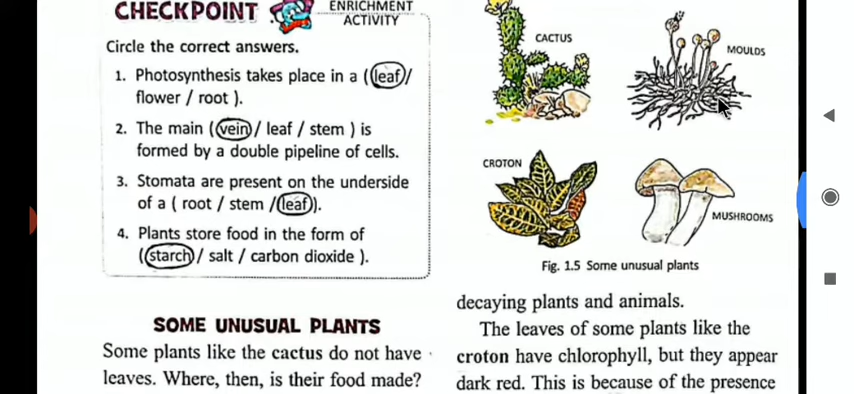 CHECKPOINT
ENRICHMENT
ACTIVITY
Circle the correct answers.
1. Photosynthesis takes place in a ( leaf /
flower / root ).
2. The main ( vein / leaf / stem ) is
formed by a double pipeline of cells.
3. Stomata are present on the underside
of a ( root / stem / leaf ).
4. Plants store food in the form of
( starch / salt / carbon dioxide ).
SOME UNUSUAL PLANTS
Some plants like the cactus do not have
leaves. Where, then, is their food made?
CACTUS
MOULDS
CROTON
MUSHROOMS
Fig. 1.5 Some unusual plants
decaying plants and animals.
The leaves of some plants like the
croton have chlorophyll, but they appear
dark red. This is because of the presence